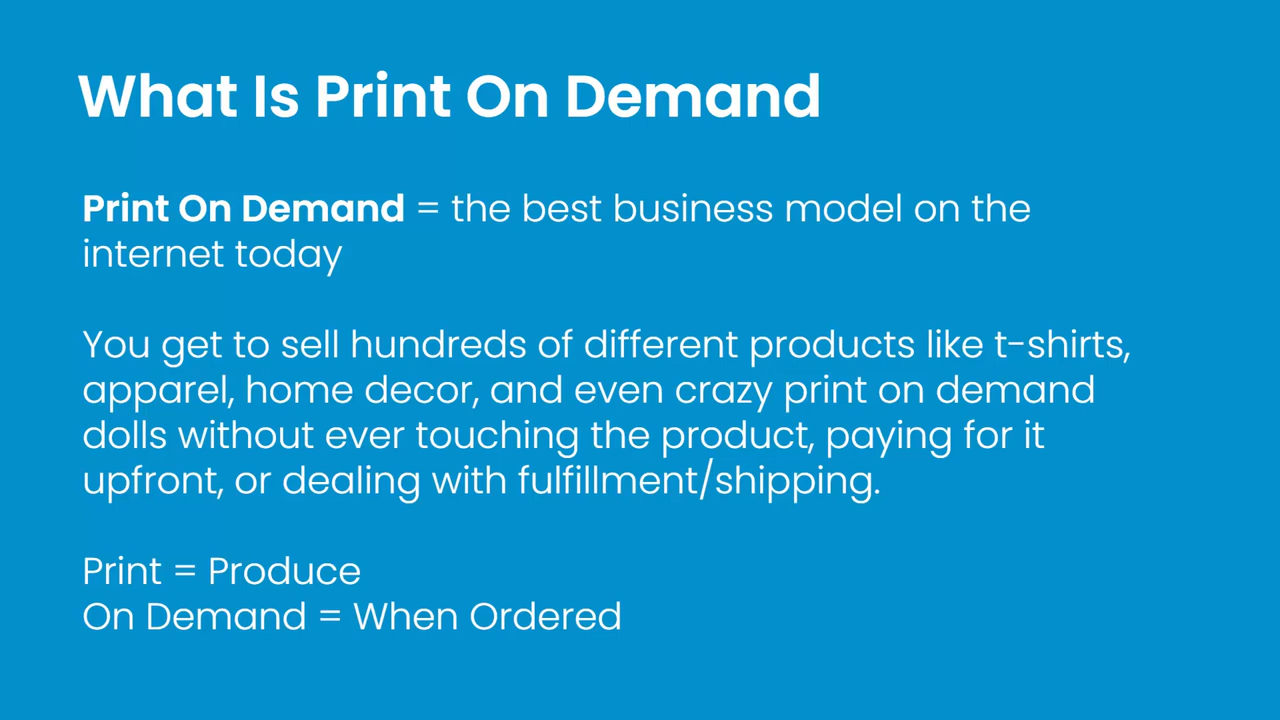 What Is Print On Demand
Print On Demand = the best business model on the
internet today
You get to sell hundreds of different products like t-shirts,
apparel, home decor, and even crazy print on demand
dolls without ever touching the product, paying for it
upfront, or dealing with fulfillment/shipping.
Print = Produce
On Demand = When Ordered